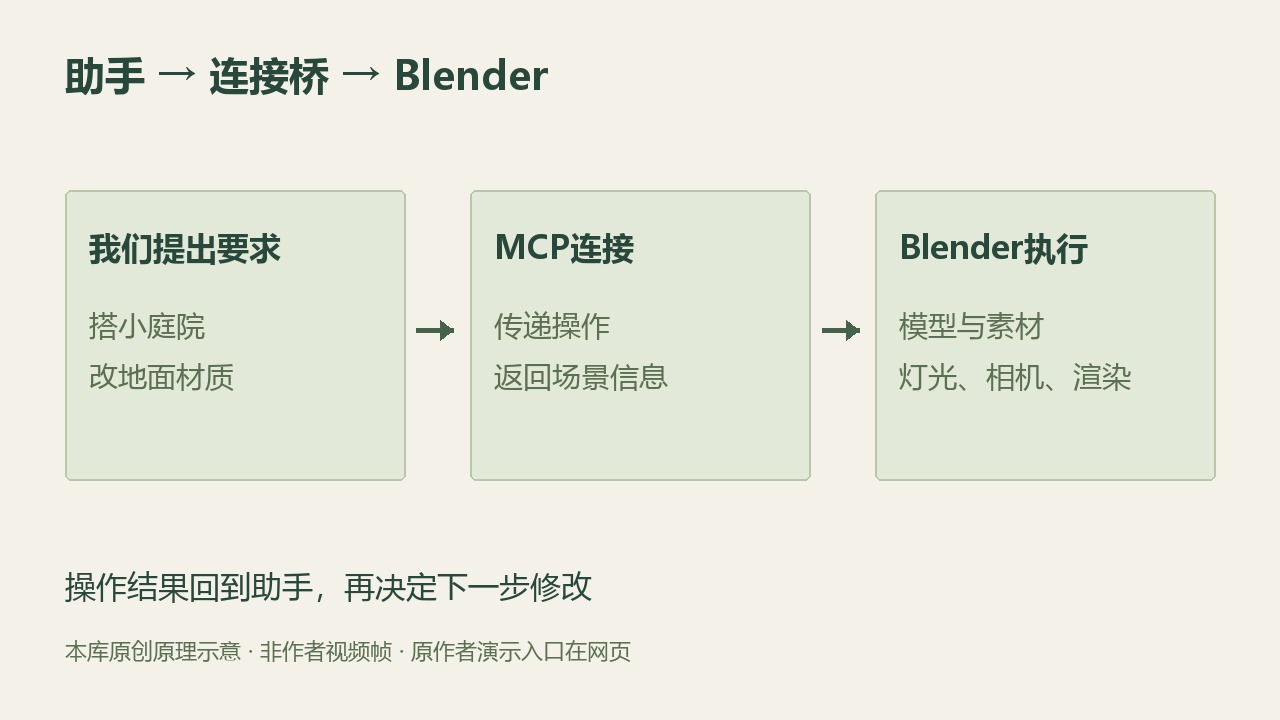 助手 → 连接桥 → Blender
我们提出要求
搭小庭院
改地面材质
MCP连接
传递操作
返回场景信息
Blender执行
模型与素材
灯光、相机、渲染
操作结果回到助手，再决定下一步修改
本库原创原理示意 · 非作者视频帧 · 原作者演示入口在网页